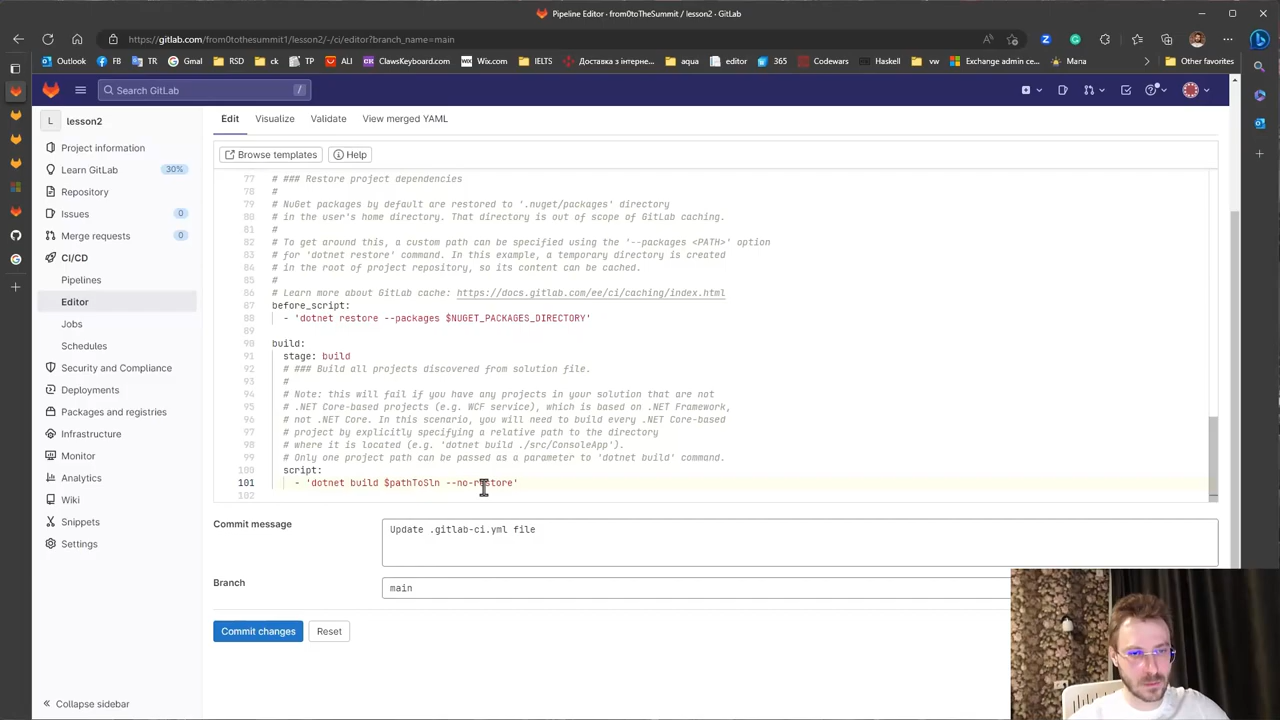 Pipeline Editor · from0ToTheSummit / lesson2 · GitLab
https://gitlab.com/from0tothesummit1/lesson2/-/ci/editor?branch_name=main
Outlook FB TR Gmal RSD ck TP ALI ClawsKeyboard.com Wix.com IELTS Доставка з інтерне... aqua editor 365 Codewars Haskell vw Exchange admin ce... Mana Other favorites
Search GitLab /
L lesson2
Project information
Learn GitLab 30%
Repository
Issues 0
Merge requests 0
CI/CD
Pipelines
Editor
Jobs
Schedules
Security and Compliance
Deployments
Packages and registries
Infrastructure
Monitor
Analytics
Wiki
Snippets
Settings
Collapse sidebar
Edit Visualize Validate View merged YAML
Browse templates Help
77 # ### Restore project dependencies
78 #
79 # NuGet packages by default are restored to '.nuget/packages' directory
80 # in the user's home directory. That directory is out of scope of GitLab caching.
81 #
82 # To get around this, a custom path can be specified using the '--packages <PATH>' option
83 # for 'dotnet restore' command. In this example, a temporary directory is created
84 # in the root of project repository, so its content can be cached.
85 #
86 # Learn more about GitLab cache: https://docs.gitlab.com/ee/ci/caching/index.html
87 before_script:
88 - 'dotnet restore --packages $NUGET_PACKAGES_DIRECTORY'
89
90 build:
91 stage: build
92 # ### Build all projects discovered from solution file.
93 #
94 # Note: this will fail if you have any projects in your solution that are not
95 # .NET Core-based projects (e.g. WCF service), which is based on .NET Framework,
96 # not .NET Core. In this scenario, you will need to build every .NET Core-based
97 # project by explicitly specifying a relative path to the directory
98 # where it is located (e.g. 'dotnet build ./src/ConsoleApp').
99 # Only one project path can be passed as a parameter to 'dotnet build' command.
100 script:
101 - 'dotnet build $pathToSln --no-restore'
102
Commit message
Update .gitlab-ci.yml file
Branch
main
Commit changes Reset